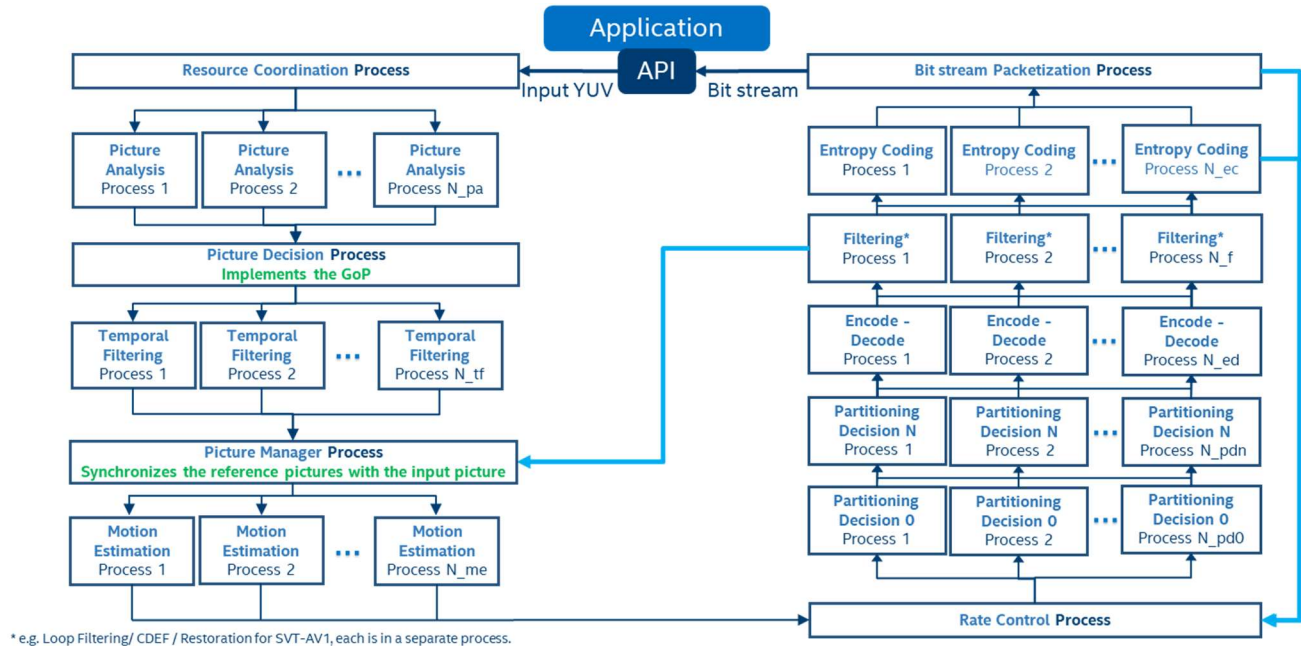 Application
API
Input YUV
Bit stream
Resource Coordination Process
Picture
Analysis
Process 1
Picture
Analysis
Process 2
...
Picture
Analysis
Process N_pa
Picture Decision Process
Implements the GoP
Temporal
Filtering
Process 1
Temporal
Filtering
Process 2
...
Temporal
Filtering
Process N_tf
Picture Manager Process
Synchronizes the reference pictures with the input picture
Motion
Estimation
Process 1
Motion
Estimation
Process 2
...
Motion
Estimation
Process N_me
Bit stream Packetization Process
Entropy Coding
Process 1
Entropy Coding
Process 2
...
Entropy Coding
Process N_ec
Filtering*
Process 1
Filtering*
Process 2
...
Filtering*
Process N_f
Encode -
Decode
Process 1
Encode -
Decode
Process 2
...
Encode -
Decode
Process N_ed
Partitioning
Decision N
Process 1
Partitioning
Decision N
Process 2
...
Partitioning
Decision N
Process N_pdn
Partitioning
Decision 0
Process 1
Partitioning
Decision 0
Process 2
...
Partitioning
Decision 0
Process N_pd0
Rate Control Process
* e.g. Loop Filtering/ CDEF / Restoration for SVT-AV1, each is in a separate process.